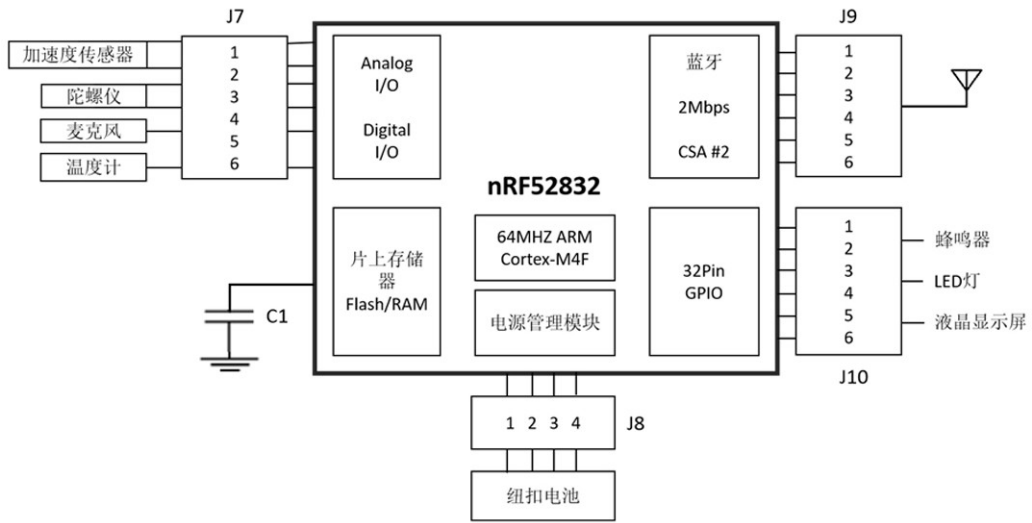 J7
加速度传感器
陀螺仪
麦克风
温度计
1
2
3
4
5
6
Analog
I/O
Digital
I/O
蓝牙
2Mbps
CSA #2
J9
1
2
3
4
5
6
nRF52832
片上存储
器
Flash/RAM
64MHZ ARM
Cortex-M4F
电源管理模块
32Pin
GPIO
1
2
3
4
5
6
蜂鸣器
LED灯
液晶显示屏
J10
C1
1 2 3 4
J8
纽扣电池